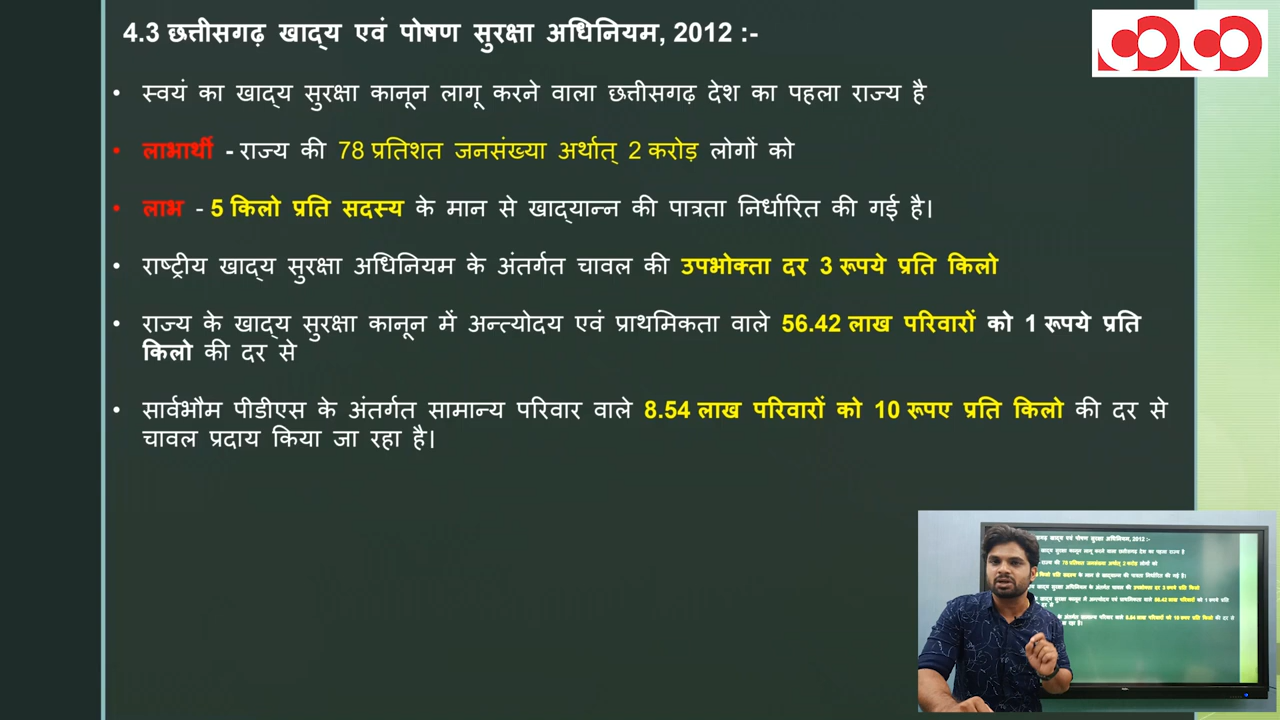 4.3 छत्तीसगढ़ खाद्य एवं पोषण सुरक्षा अधिनियम, 2012 :-
• स्वयं का खाद्य सुरक्षा कानून लागू करने वाला छत्तीसगढ़ देश का पहला राज्य है
• लाभार्थी - राज्य की 78 प्रतिशत जनसंख्या अर्थात् 2 करोड़ लोगों को
• लाभ - 5 किलो प्रति सदस्य के मान से खाद्यान्न की पात्रता निर्धारित की गई है।
• राष्ट्रीय खाद्य सुरक्षा अधिनियम के अंतर्गत चावल की उपभोक्ता दर 3 रूपये प्रति किलो
• राज्य के खाद्य सुरक्षा कानून में अन्त्योदय एवं प्राथमिकता वाले 56.42 लाख परिवारों को 1 रूपये प्रति
किलो की दर से
• सार्वभौम पीडीएस के अंतर्गत सामान्य परिवार वाले 8.54 लाख परिवारों को 10 रूपए प्रति किलो की दर से
चावल प्रदाय किया जा रहा है।